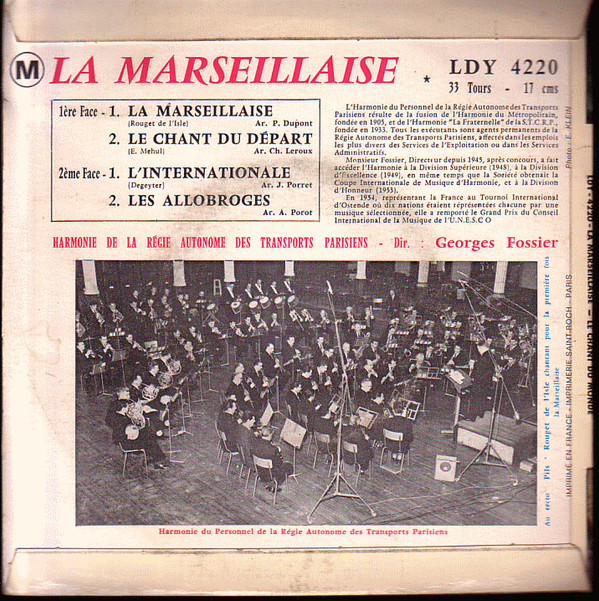 M LA MARSEILLAISE ★ LDY 4220
33 Tours - 17 cms
1ère Face - 1. LA MARSEILLAISE
(Rouget de l'Isle) Ar. P. Dupont
2. LE CHANT DU DÉPART
(E. Mehul) Ar. Ch. Leroux
2ème Face - 1. L'INTERNATIONALE
(Degeyter) Ar. J. Porret
2. LES ALLOBROGES
Ar. A. Porot
L'Harmonie du Personnel de la Régie Autonome des Transports
Parisiens résulte de la fusion de l'Harmonie du Métropolitain,
fondée en 1905, et de l'Harmonie "La Fraternelle" de la S.T.C.R.P.,
fondée en 1933. Tous les exécutants sont agents permanents de la
Régie Autonome des Transports Parisiens, affectés dans les emplois
les plus divers des Services de l'Exploitation ou dans les Services
Administratifs.
Monsieur Fossier, Directeur depuis 1945, après concours, a fait
accéder l'Harmonie à la Division Supérieure (1948), à la Division
d'Excellence (1949), en même temps que la Société obtenait la
Coupe Internationale de Musique d'Harmonie, et à la Division
d'Honneur (1953).
En 1954, représentant la France au Tournoi International
d'Ostende où dix nations étaient représentées chacune par une
musique sélectionnée, elle a remporté le Grand Prix du Conseil
International de la Musique de l'U.N.E.S.C.O
Photo : E. KLEIN
HARMONIE DE LA RÉGIE AUTONOME DES TRANSPORTS PARISIENS - Dir. : Georges Fossier
Au recto : Pils - Rouget de l'Isle chantant pour la première fois
la Marseillaise
IMPRIMÉ EN FRANCE - IMPRIMERIE SAINT-ROCH - PARIS
LDY - 4220 - LA MARSEILLAISE - LE CHANT DU
Harmonie du Personnel de la Régie Autonome des Transports Parisiens